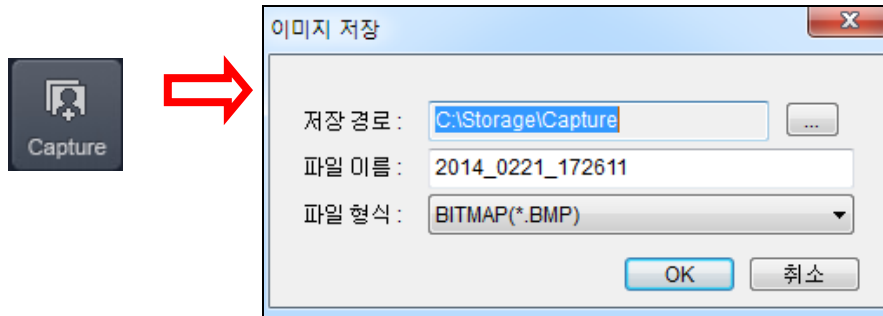 이미지 저장
Capture
저장 경로 : C:\Storage\Capture ...
파일 이름 : 2014_0221_172611
파일 형식 : BITMAP(*.BMP)
OK 취소